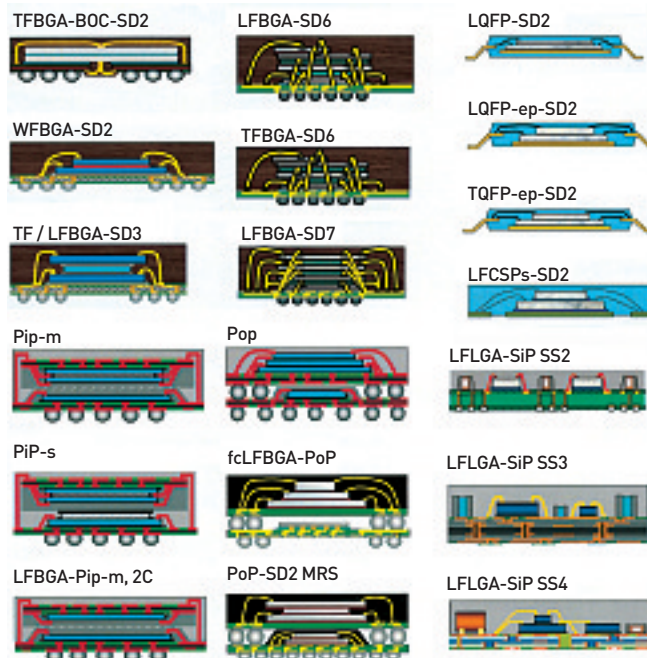 TFBGA-BOC-SD2
LFBGA-SD6
LQFP-SD2
WFBGA-SD2
TFBGA-SD6
LQFP-ep-SD2
TF / LFBGA-SD3
LFBGA-SD7
TQFP-ep-SD2
LFCSPs-SD2
Pip-m
Pop
LFLGA-SiP SS2
PiP-s
fcLFBGA-PoP
LFLGA-SiP SS3
LFBGA-Pip-m, 2C
PoP-SD2 MRS
LFLGA-SiP SS4